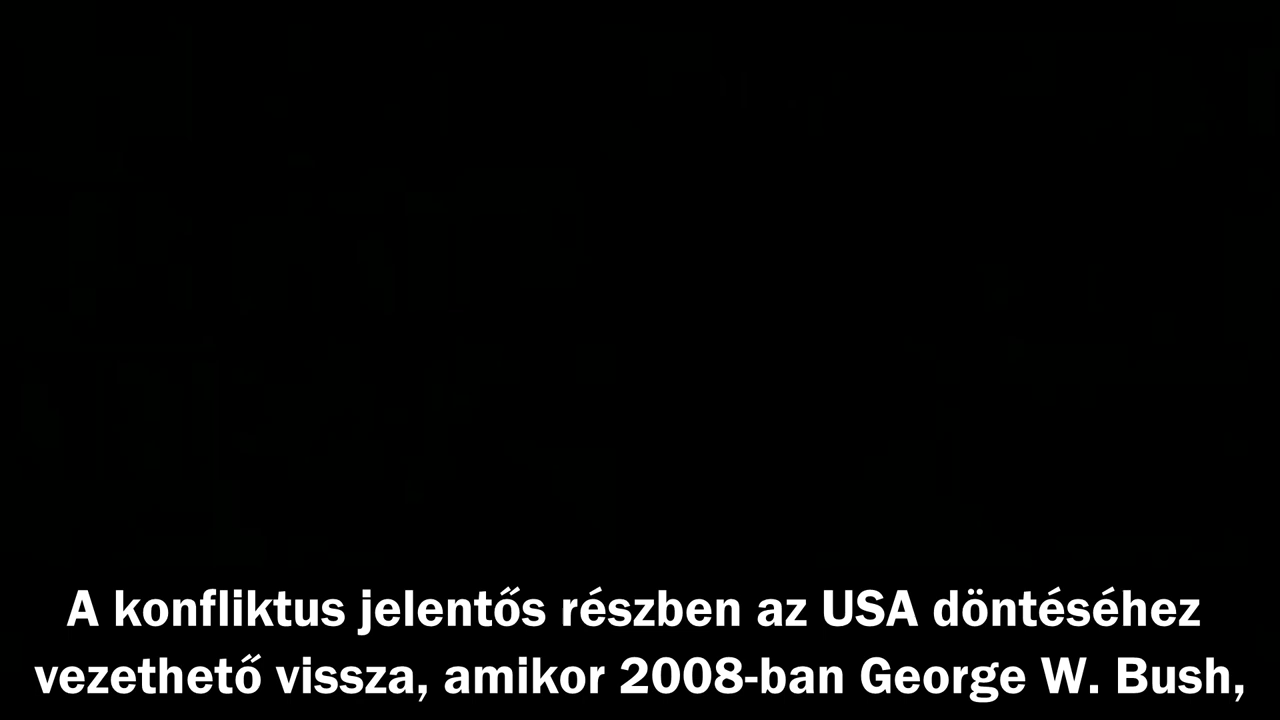 A konfliktus jelentős részben az USA döntéséhez
vezethető vissza, amikor 2008-ban George W. Bush,